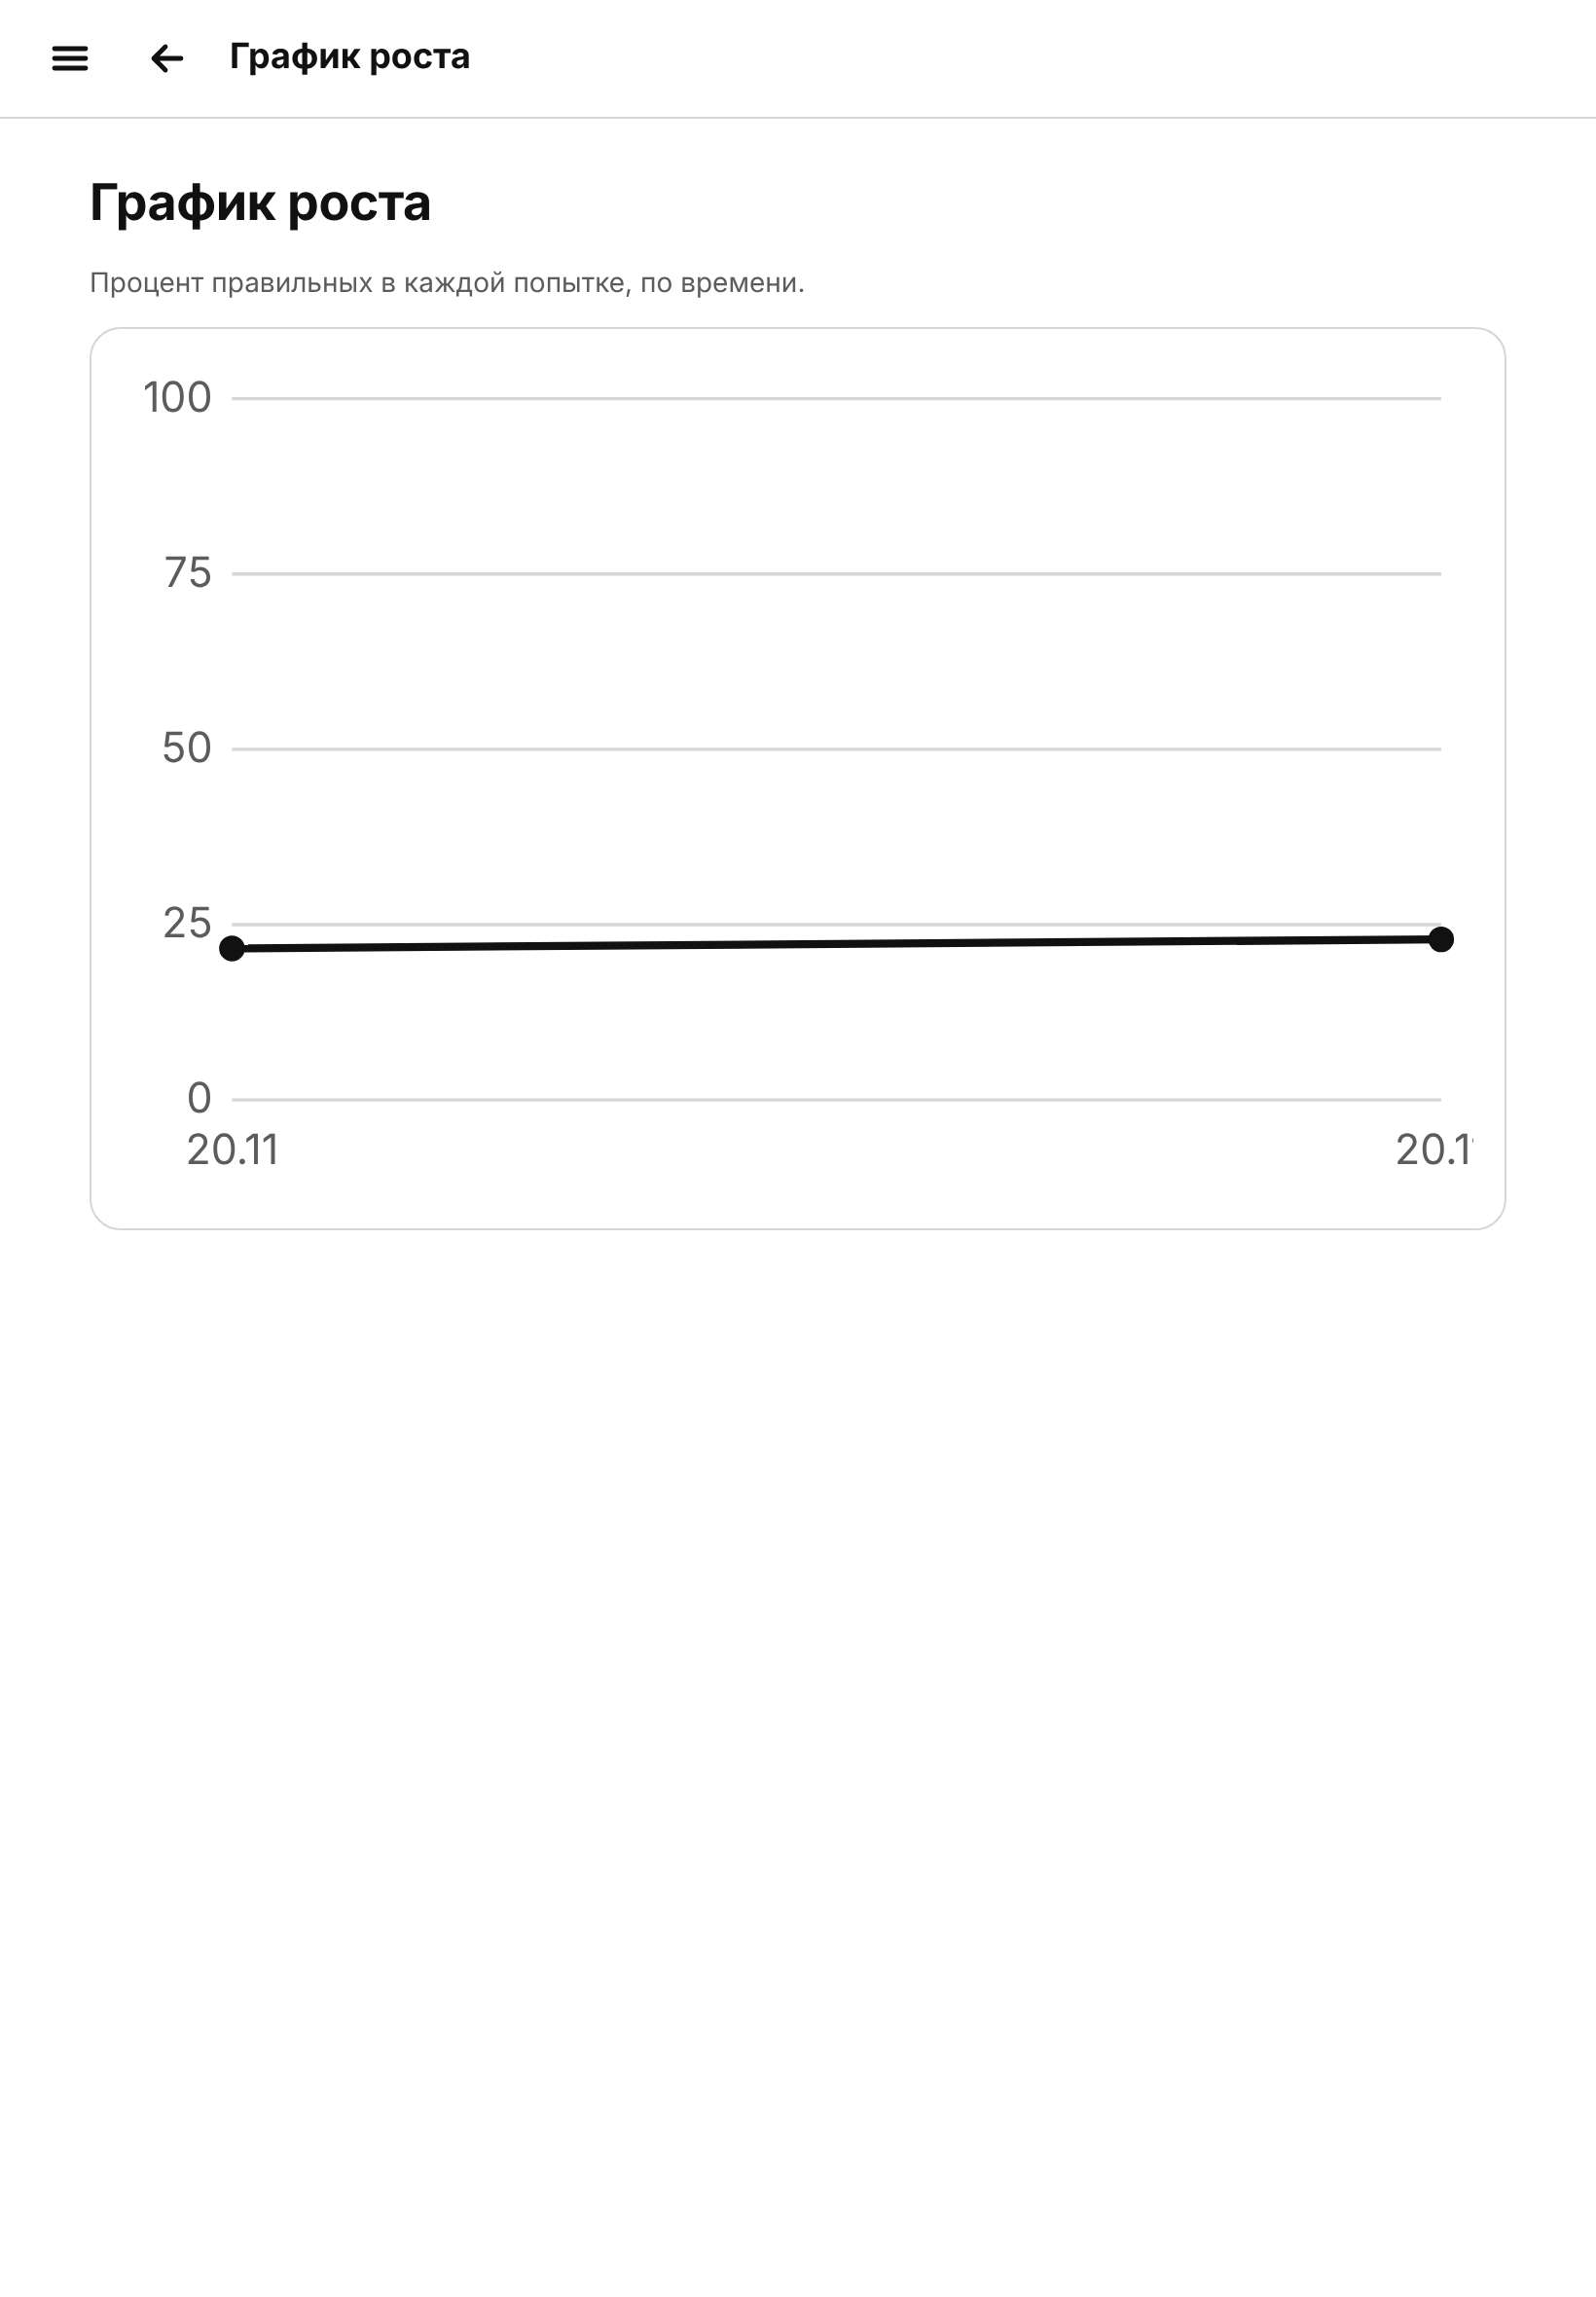 График роста
График роста
Процент правильных в каждой попытке, по времени.
100
75
50
25
0
20.11